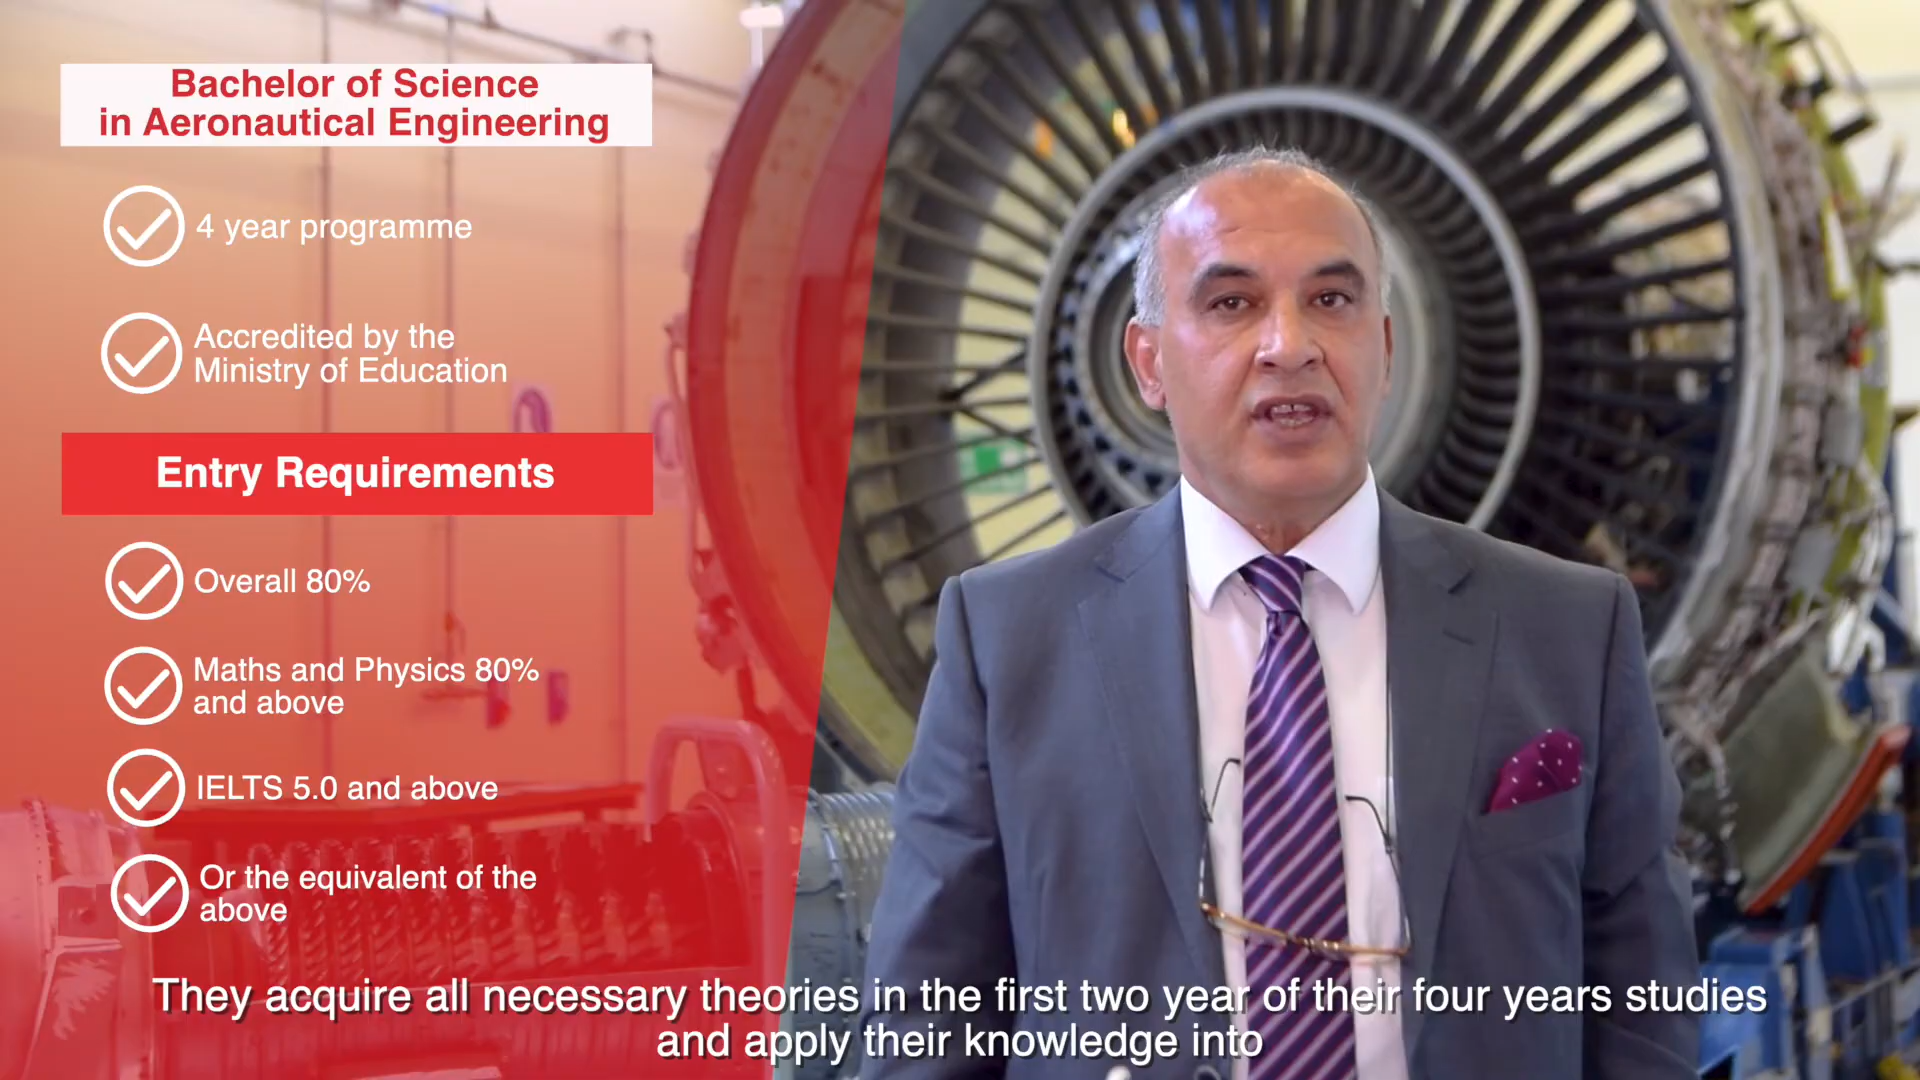 Bachelor of Science
in Aeronautical Engineering
4 year programme
Accredited by the
Ministry of Education
Entry Requirements
Overall 80%
Maths and Physics 80%
and above
IELTS 5.0 and above
Or the equivalent of the
above
They acquire all necessary theories in the first two year of their four years studies
and apply their knowledge into